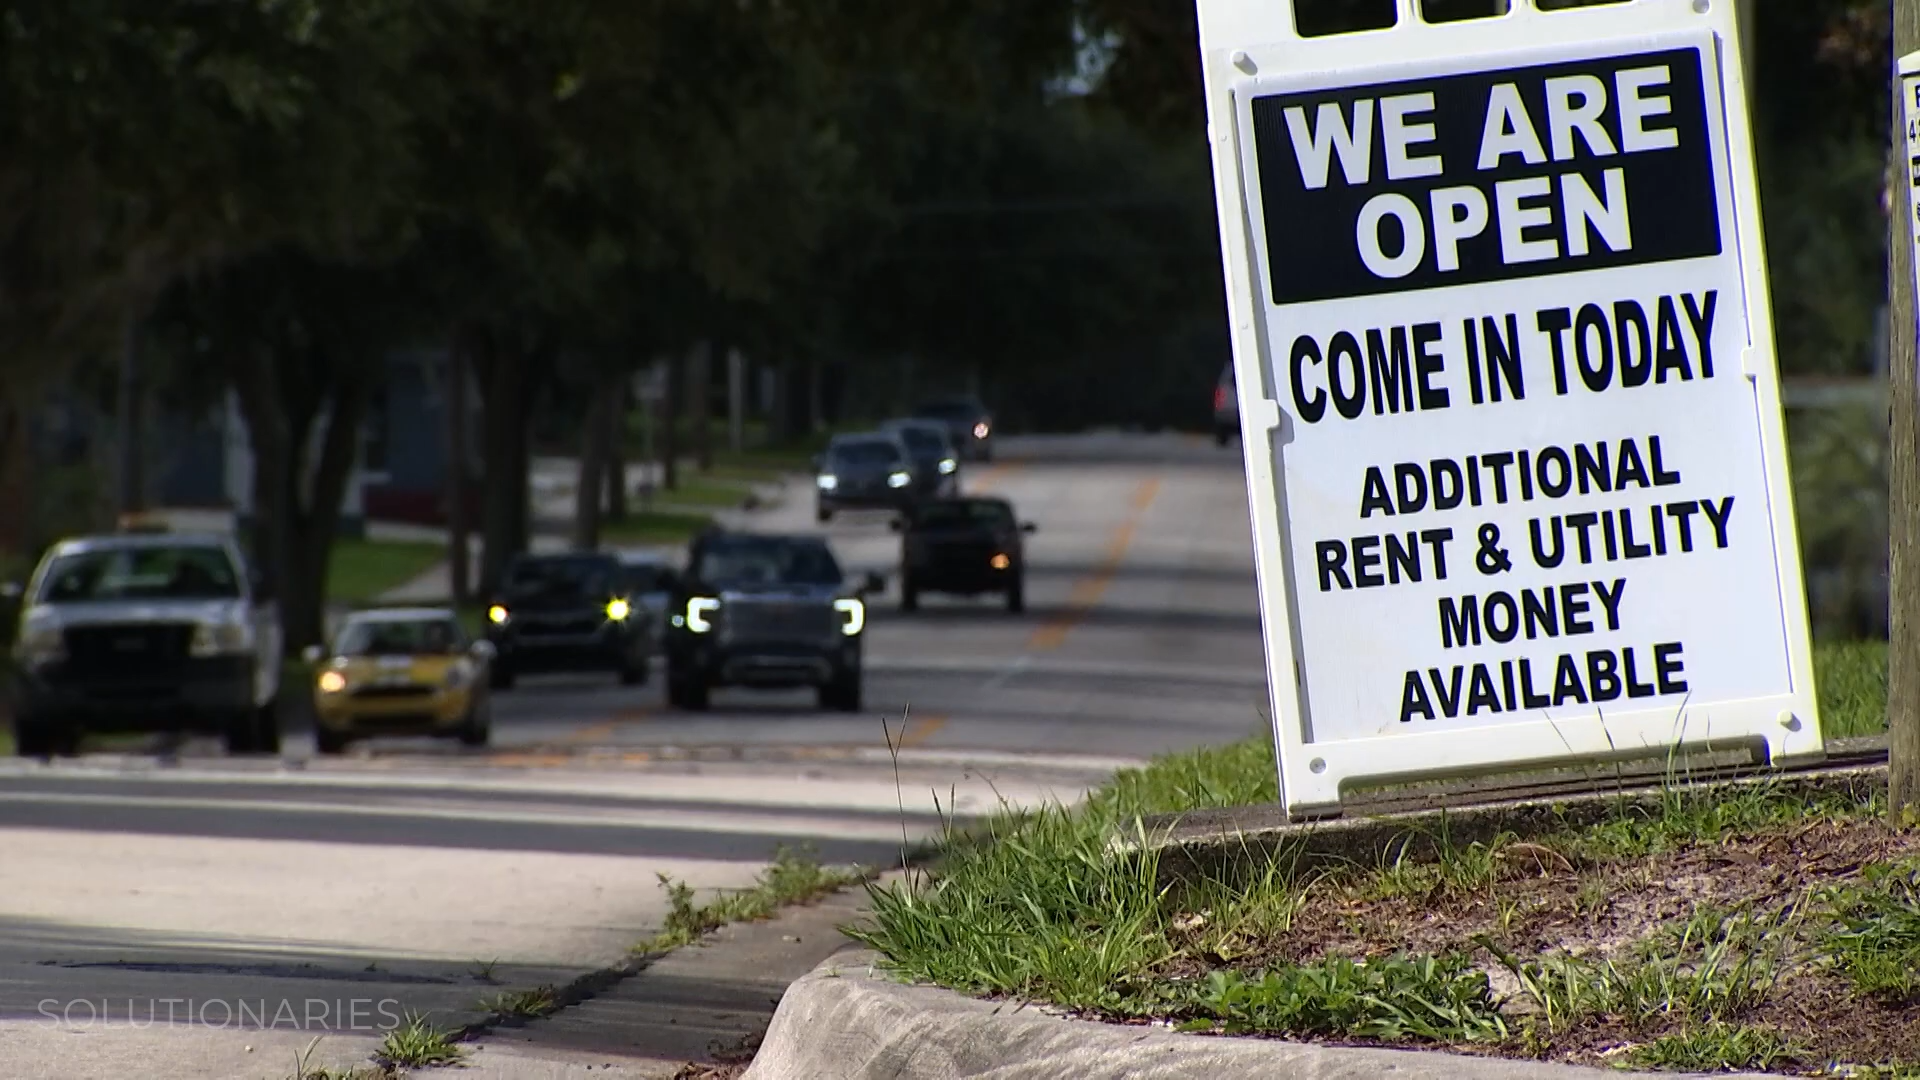 WE ARE
OPEN
COME IN TODAY
ADDITIONAL
RENT & UTILITY
MONEY
AVAILABLE
SOLUTIONARIES